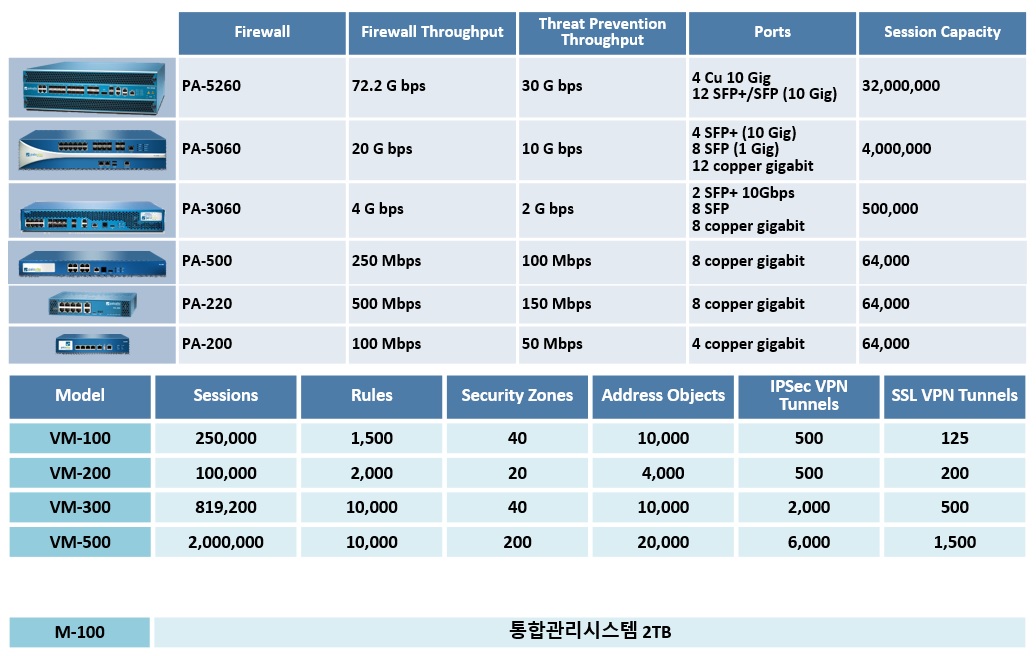 Firewall
Firewall Throughput
Threat Prevention
Throughput
Ports
Session Capacity
PA-5260
72.2 G bps
30 G bps
4 Cu 10 Gig
12 SFP+/SFP (10 Gig)
32,000,000
PA-5060
20 G bps
10 G bps
4 SFP+ (10 Gig)
8 SFP (1 Gig)
12 copper gigabit
4,000,000
PA-3060
4 G bps
2 G bps
2 SFP+ 10Gbps
8 SFP
8 copper gigabit
500,000
PA-500
250 Mbps
100 Mbps
8 copper gigabit
64,000
PA-220
500 Mbps
150 Mbps
8 copper gigabit
64,000
PA-200
100 Mbps
50 Mbps
4 copper gigabit
64,000
Model
Sessions
Rules
Security Zones
Address Objects
IPSec VPN
Tunnels
SSL VPN Tunnels
VM-100
250,000
1,500
40
10,000
500
125
VM-200
100,000
2,000
20
4,000
500
200
VM-300
819,200
10,000
40
10,000
2,000
500
VM-500
2,000,000
10,000
200
20,000
6,000
1,500
M-100
통합관리시스템 2TB